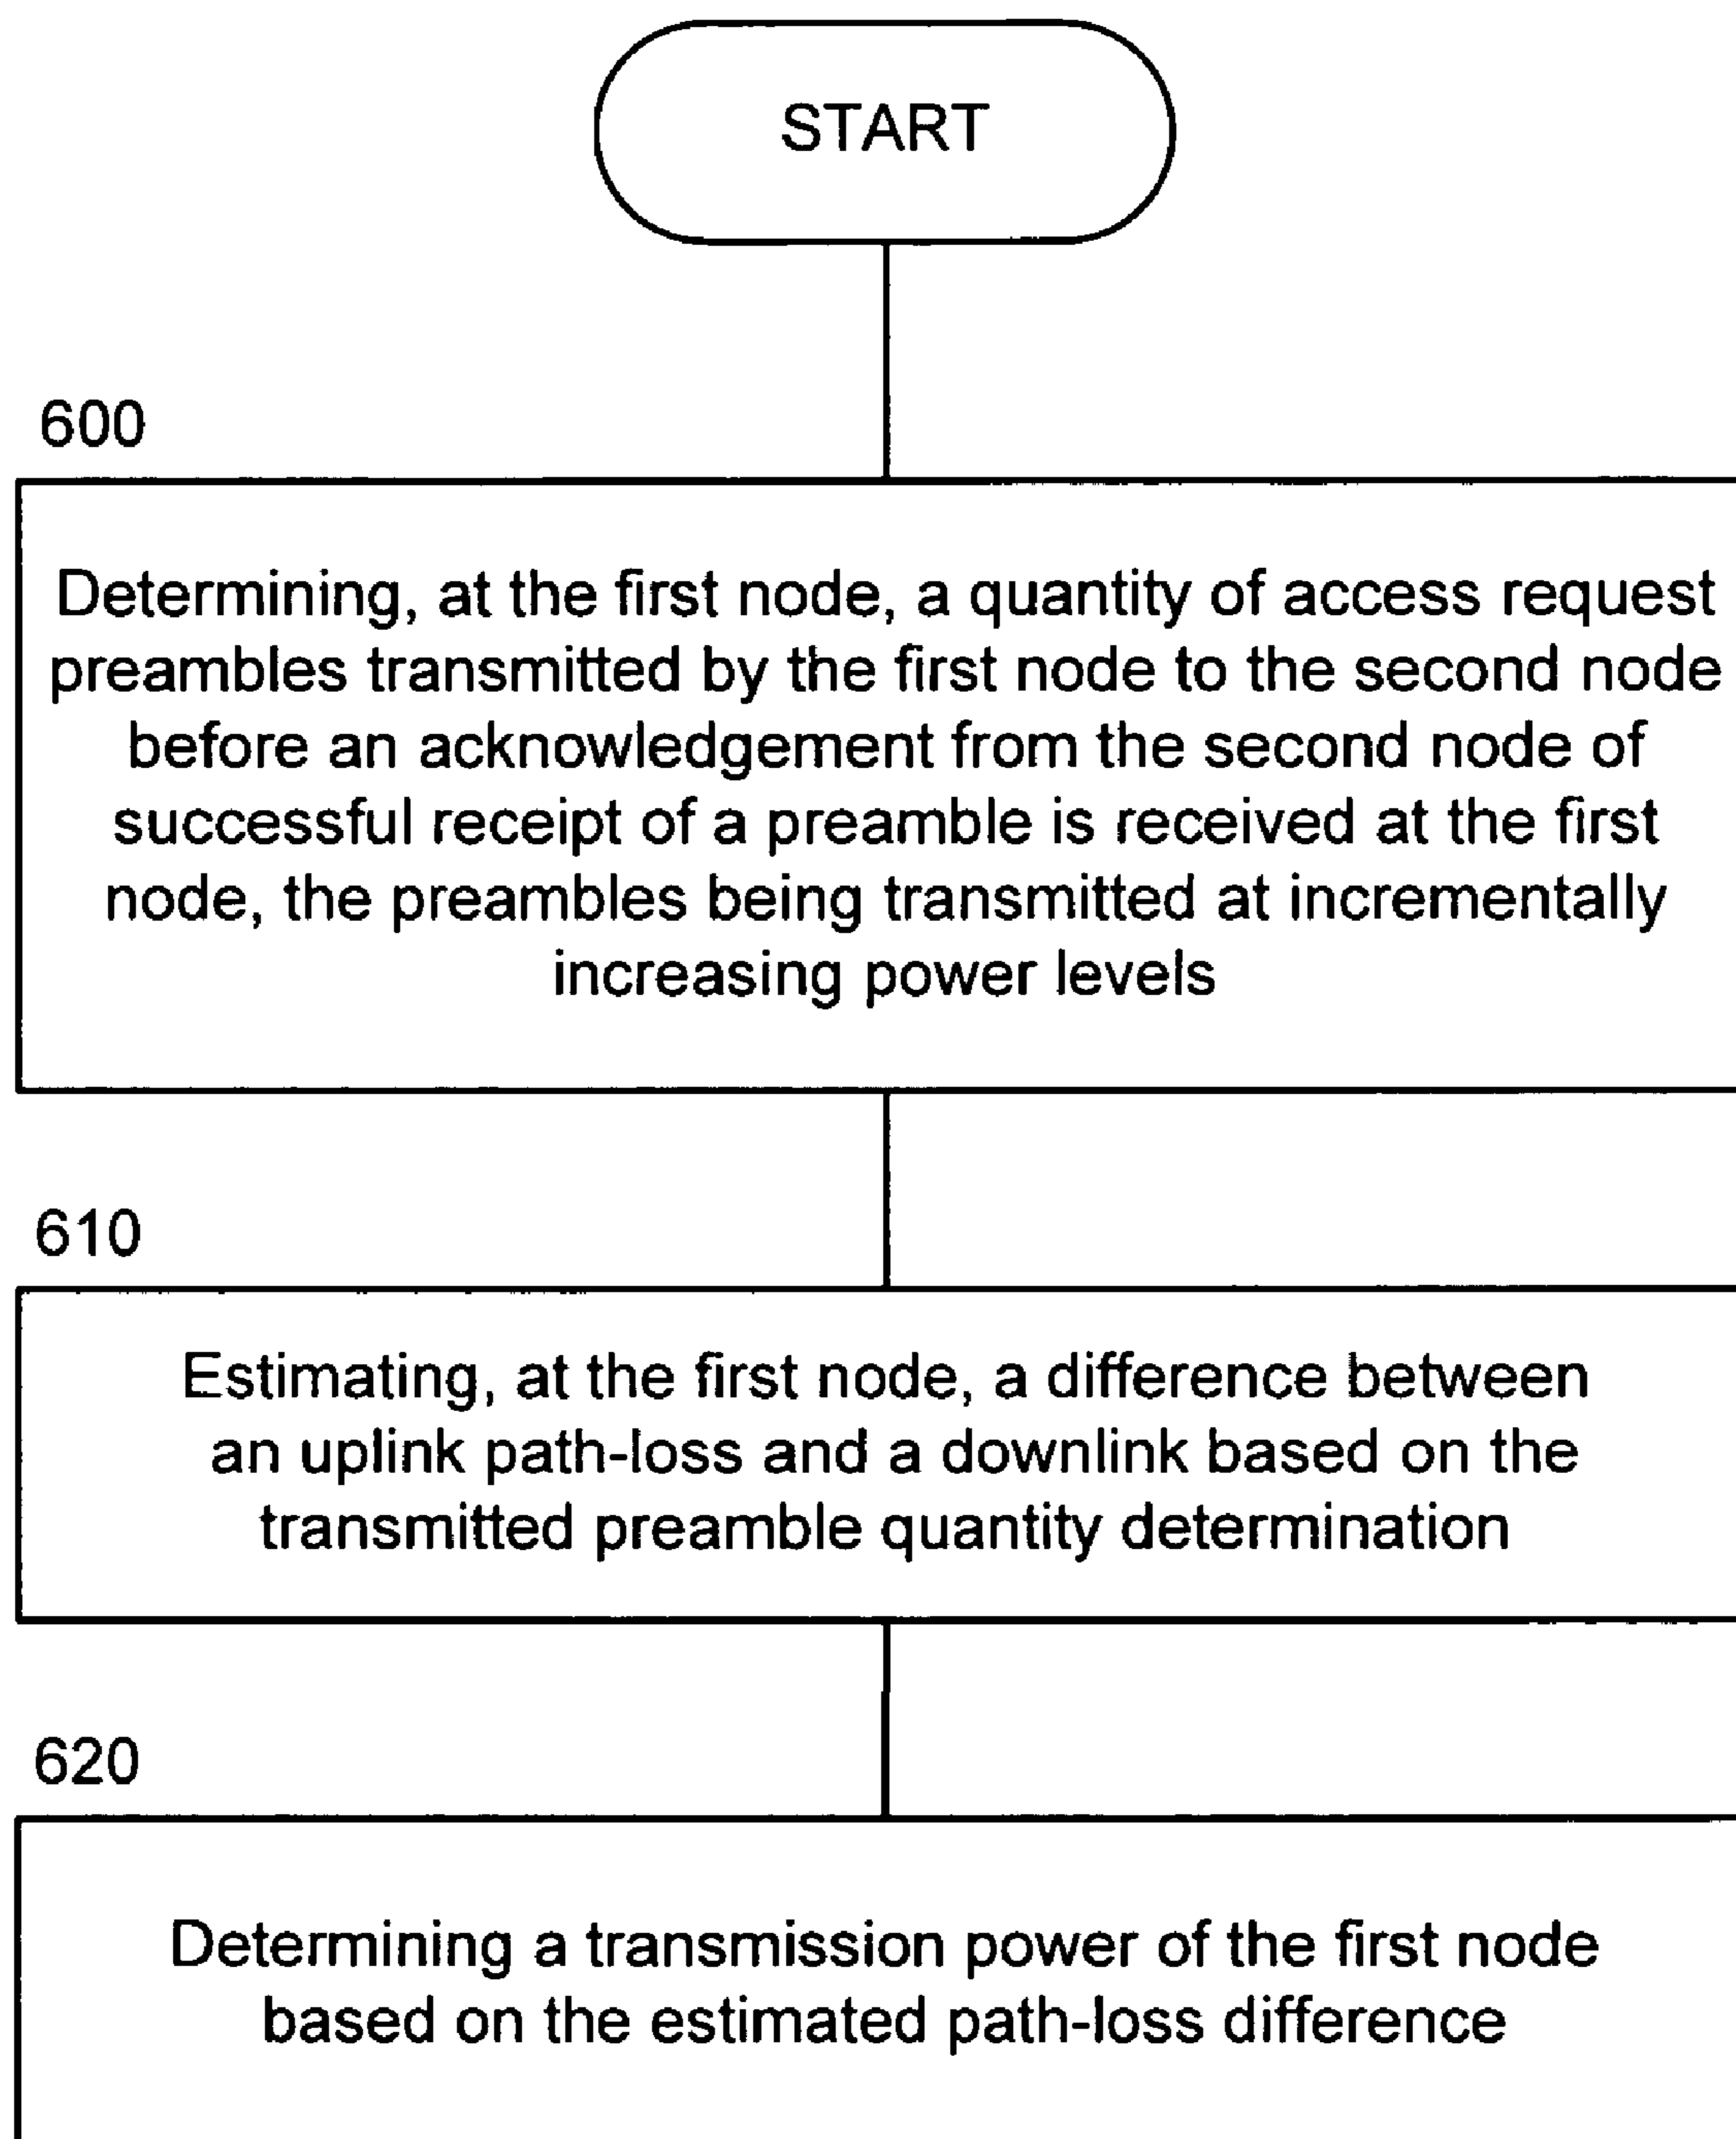 START
600
Determining, at the first node, a quantity of access request
preambles transmitted by the first node to the second node
before an acknowledgement from the second node of
successful receipt of a preamble is received at the first
node, the preambles being transmitted at incrementally
increasing power levels
610
Estimating, at the first node, a difference between
an uplink path-loss and a downlink based on the
transmitted preamble quantity determination
620
Determining a transmission power of the first node
based on the estimated path-loss difference